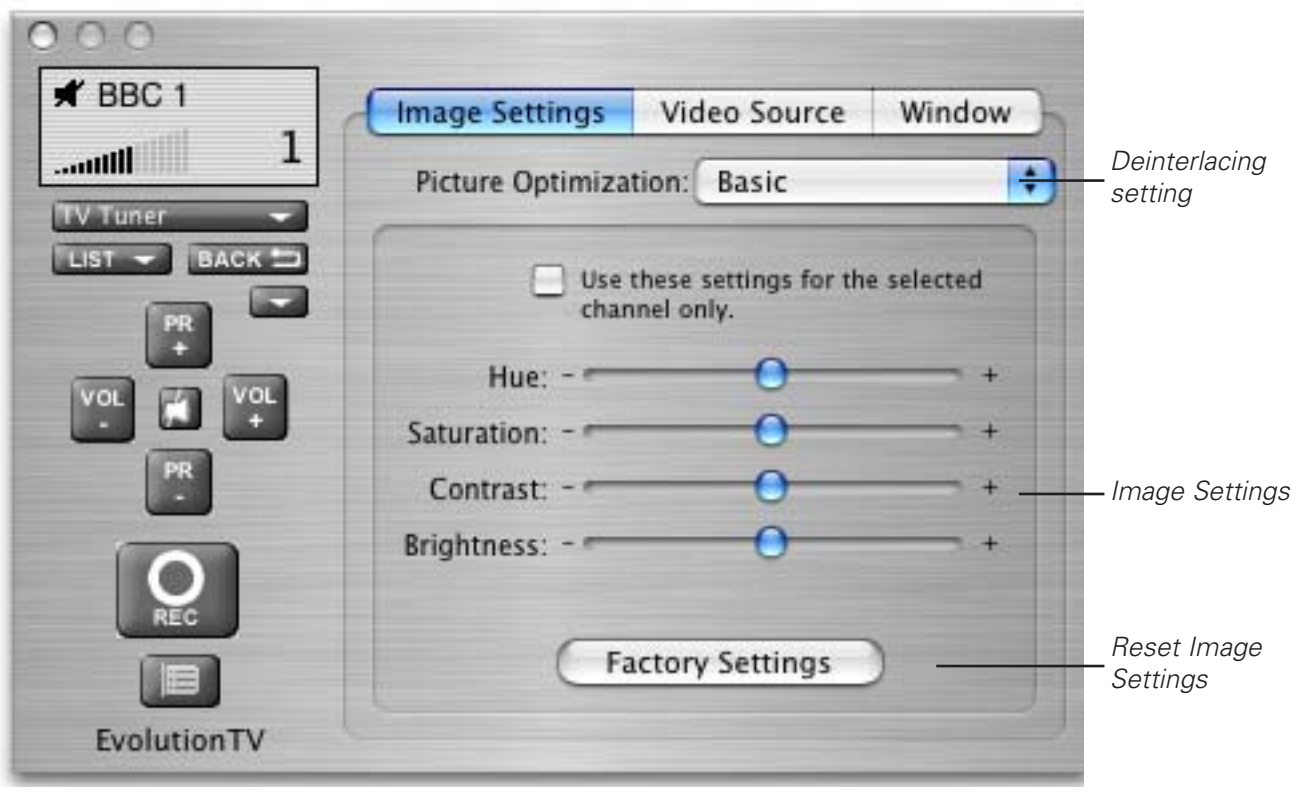 BBC 1
1
TV Tuner
LIST
BACK
PR
+
VOL
-
VOL
+
PR
-
REC
EvolutionTV
Image Settings
Video Source
Window
Picture Optimization: Basic
Use these settings for the selected
channel only.
Hue: - +
Saturation: - +
Contrast: - +
Brightness: - +
Factory Settings
Deinterlacing
setting
Image Settings
Reset Image
Settings